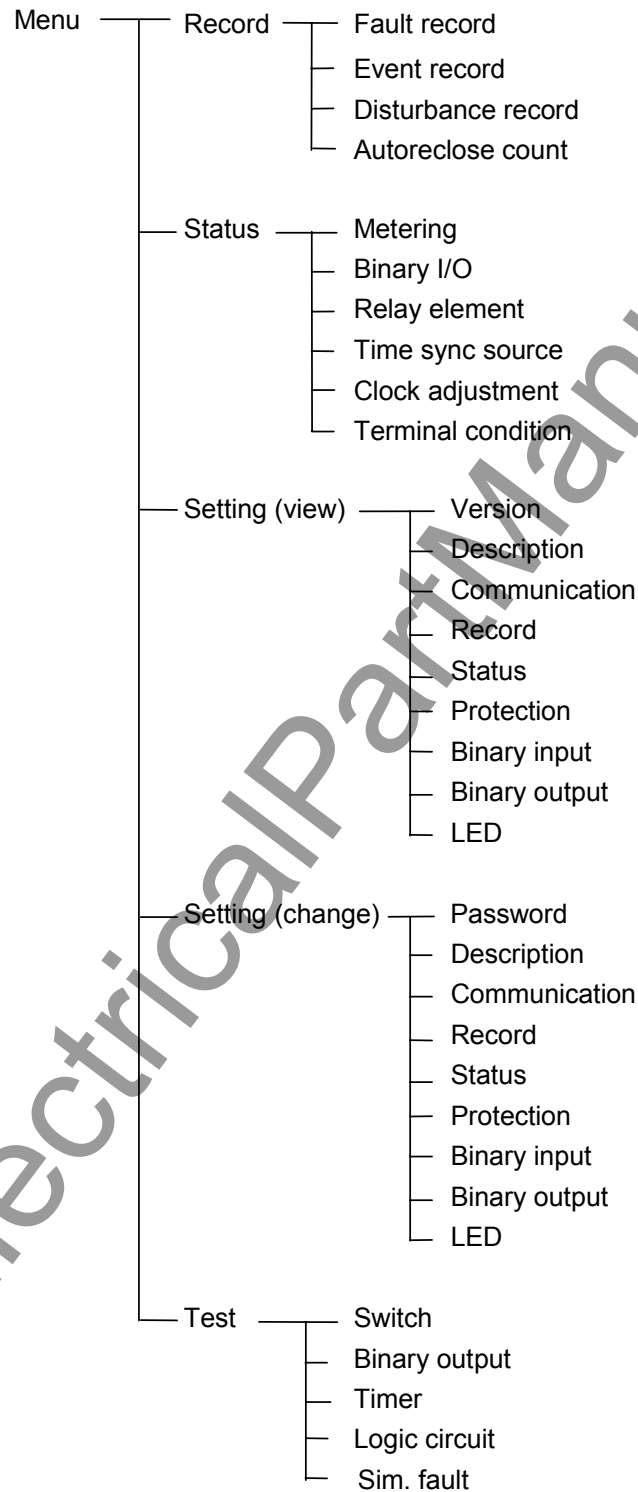 Menu
Record
Fault record
Event record
Disturbance record
Autoreclose count
Status
Metering
Binary I/O
Relay element
Time sync source
Clock adjustment
Terminal condition
Setting (view)
Version
Description
Communication
Record
Status
Protection
Binary input
Binary output
LED
Setting (change)
Password
Description
Communication
Record
Status
Protection
Binary input
Binary output
LED
Test
Switch
Binary output
Timer
Logic circuit
Sim. fault